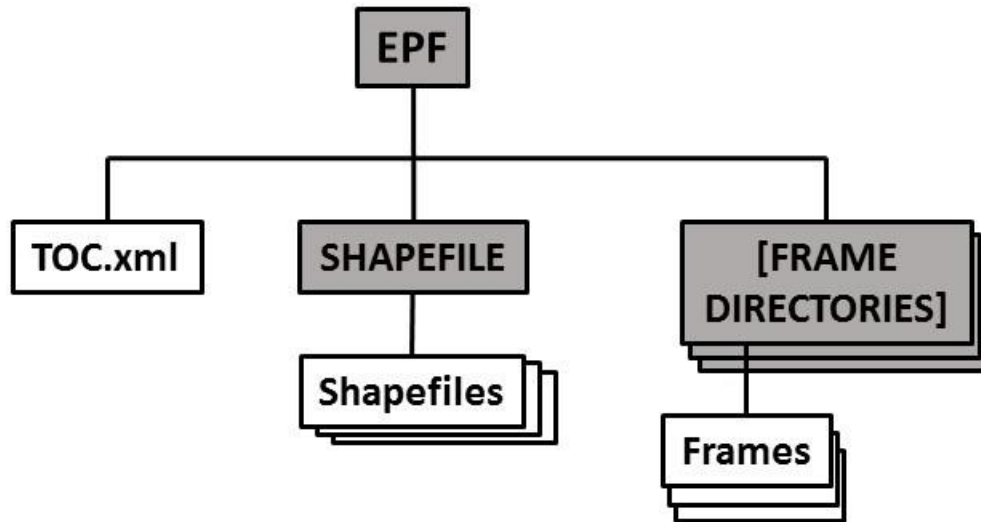 EPF
TOC.xml
SHAPEFILE
[FRAME
DIRECTORIES]
Shapefiles
Frames